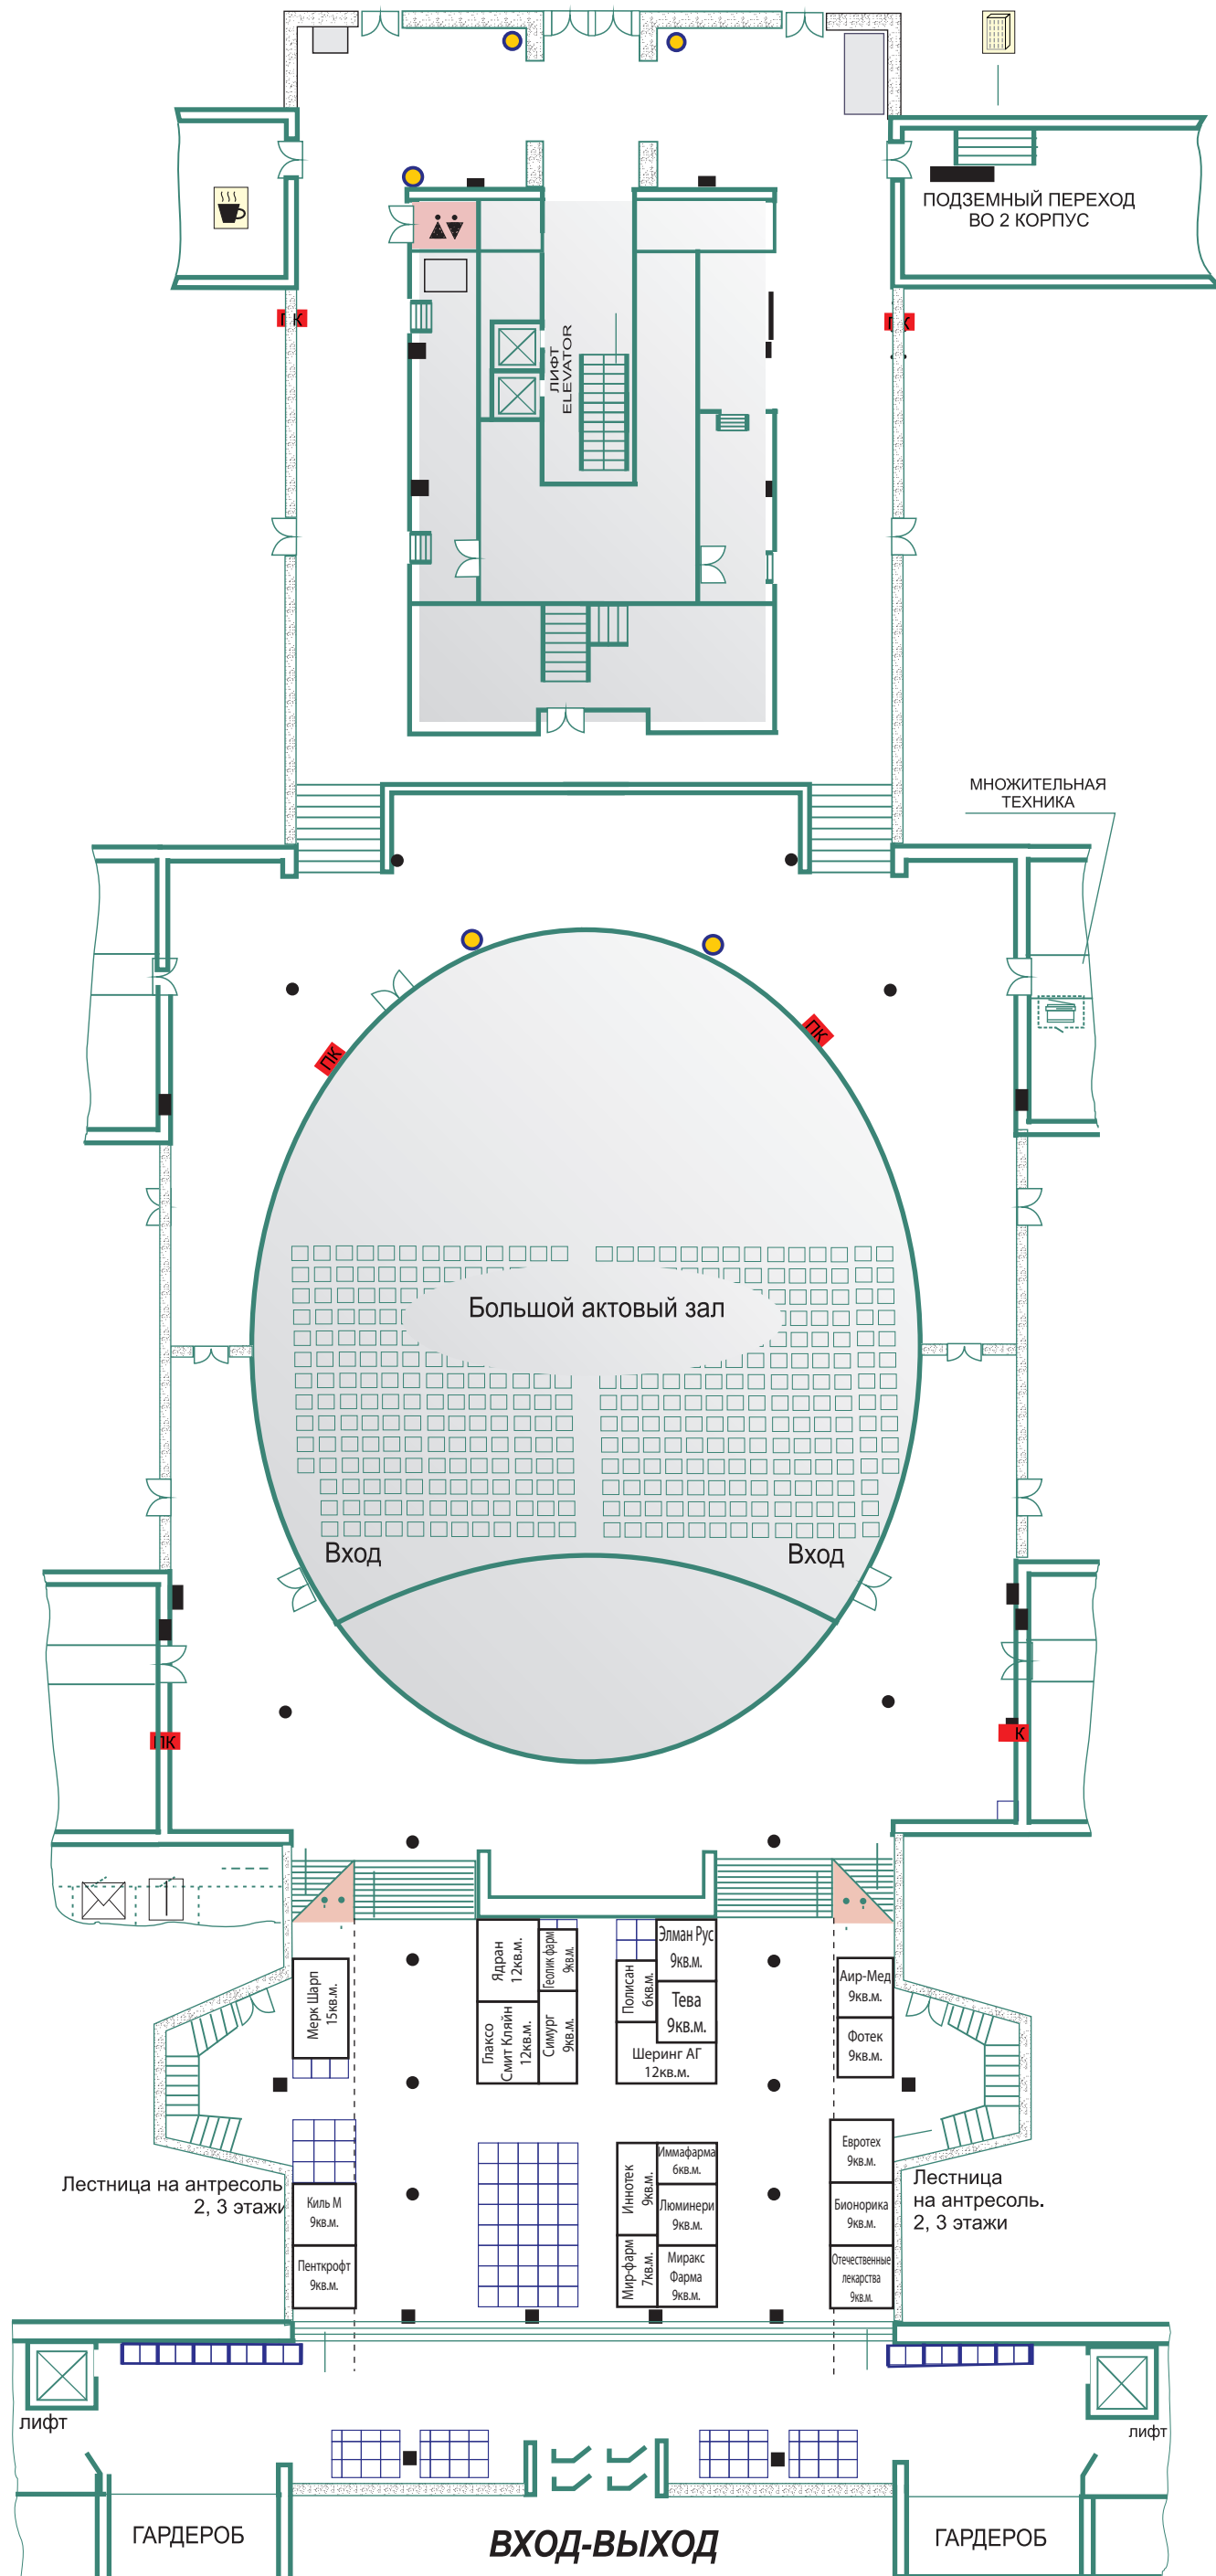 ПОДЗЕМНЫЙ ПЕРЕХОД
ВО 2 КОРПУС
ПК
ПК
ЛИФТ
ELEVATOR
МНОЖИТЕЛЬНАЯ
ТЕХНИКА
ПК
ПК
Большой актовый зал
Вход
Вход
ПК
К
Ядран
12кв.м.
Геолик фарм
9кв.м.
Элман Рус
9кв.м.
Мерк Шарп
15кв.м.
Полисан
6кв.м.
Аир-Мед
9кв.м.
Глаксо
Смит Кляйн
12кв.м.
Симург
9кв.м.
Тева
9кв.м.
Фотек
9кв.м.
Шеринг АГ
12кв.м.
Евротех
9кв.м.
Лестница на антресоль
2, 3 этажи
Киль М
9кв.м.
Иннотек
9кв.м.
Иммафарма
6кв.м.
Люминери
9кв.м.
Бионорика
9кв.м.
Лестница
на антресоль.
2, 3 этажи
Пенткрофт
9кв.м.
Мир-фарм
7кв.м.
Миракс
Фарма
9кв.м.
Отечественные
лекарства
9кв.м.
лифт
лифт
ГАРДЕРОБ
ВХОД-ВЫХОД
ГАРДЕРОБ